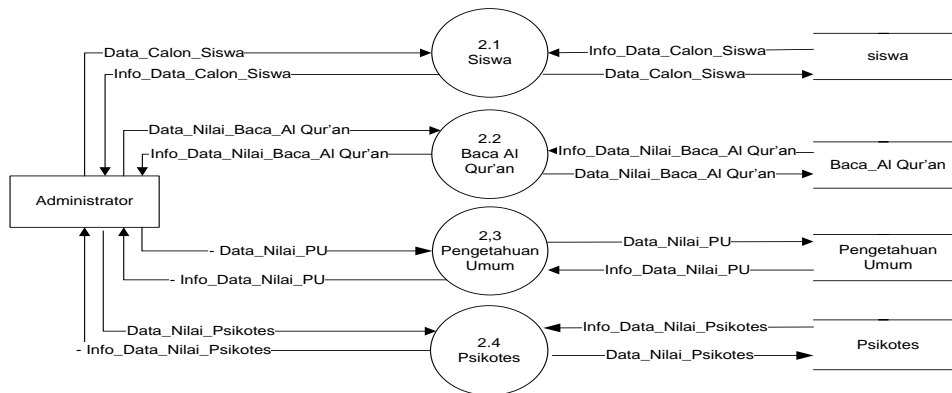 Data_Calon_Siswa
Info_Data_Calon_Siswa
2.1
Siswa
Info_Data_Calon_Siswa
Data_Calon_Siswa
siswa
Data_Nilai_Baca_Al Qur'an
Info_Data_Nilai_Baca_Al Qur'an
2.2
Baca Al
Qur'an
Info_Data_Nilai_Baca_Al Qur'an
Data_Nilai_Baca_Al Qur'an
Baca_Al Qur'an
Administrator
- Data_Nilai_PU
- Info_Data_Nilai_PU
2,3
Pengetahuan
Umum
Data_Nilai_PU
Info_Data_Nilai_PU
Pengetahuan
Umum
Data_Nilai_Psikotes
- Info_Data_Nilai_Psikotes
2.4
Psikotes
Info_Data_Nilai_Psikotes
Data_Nilai_Psikotes
Psikotes